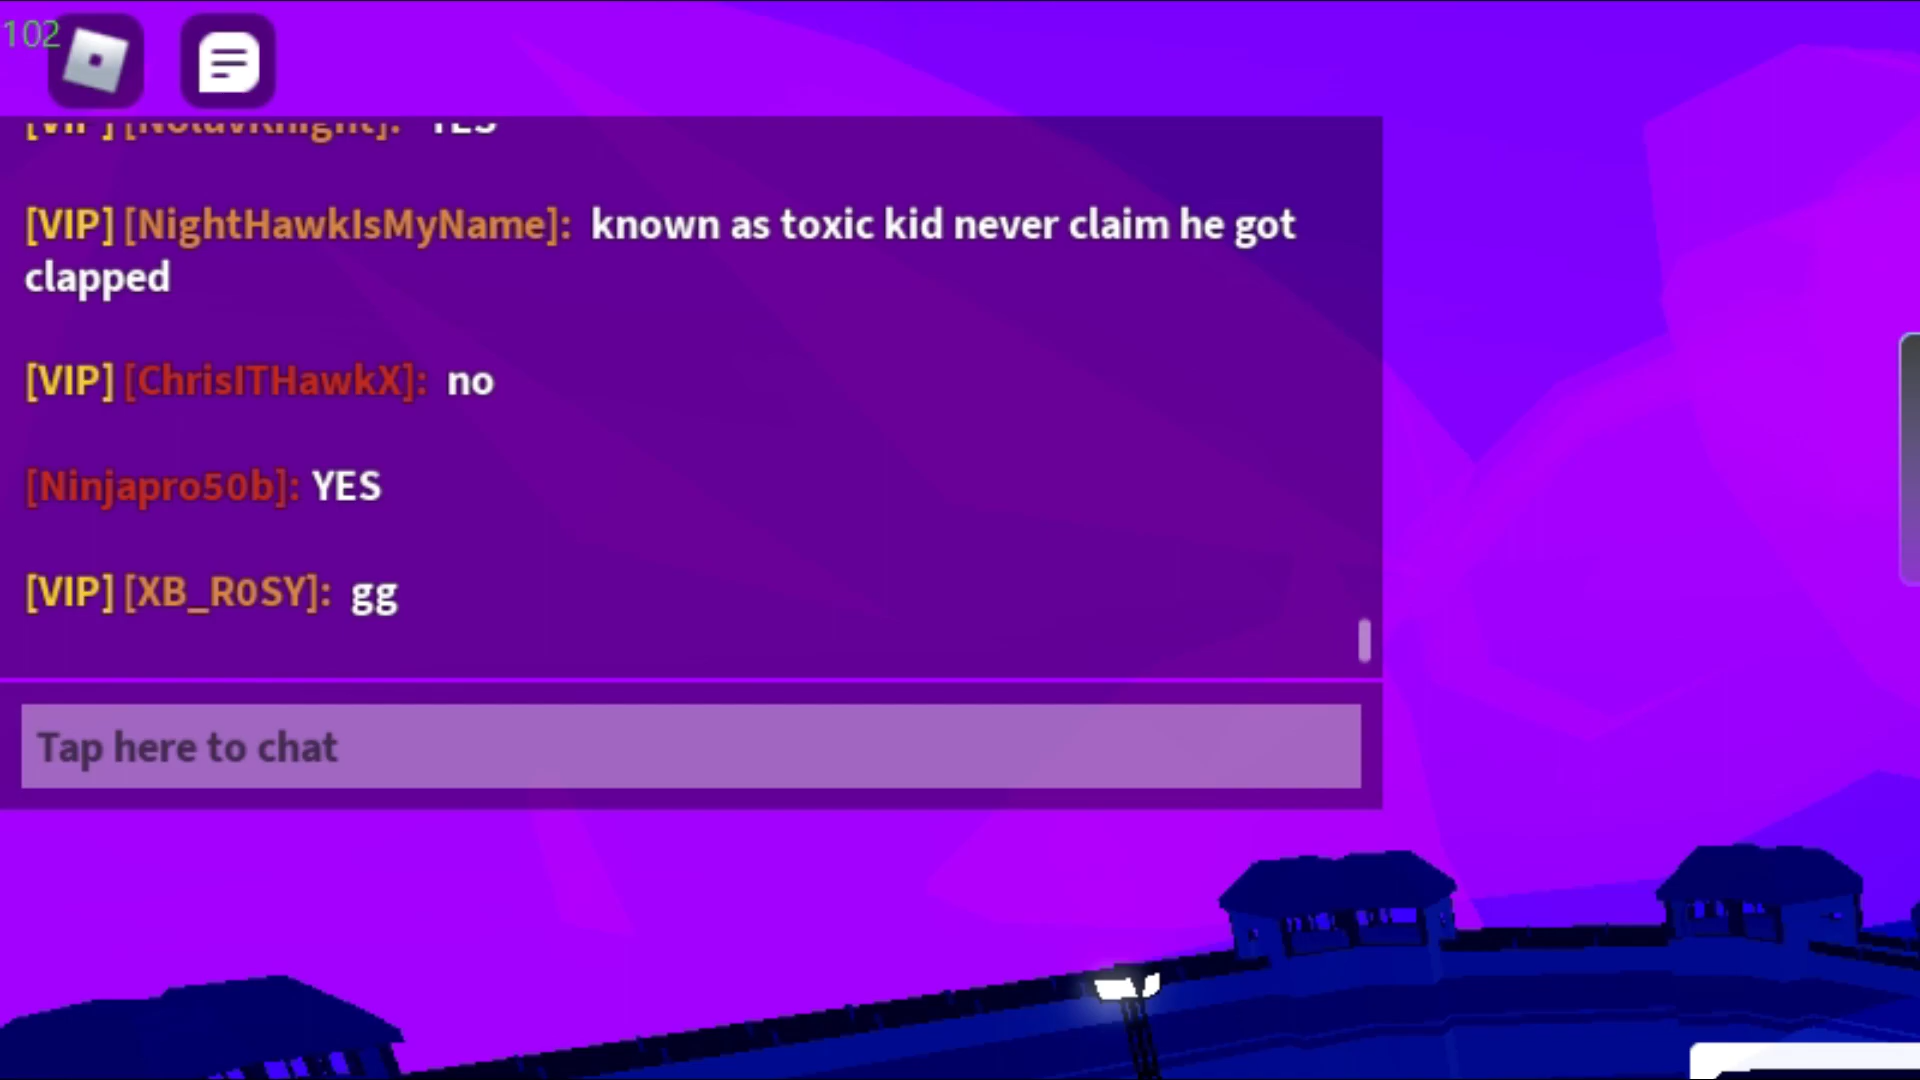 102
YES
[VIP] [NightHawkIsMyName]: known as toxic kid never claim he got
clapped
[VIP] [ChrisITHawkX]: no
[Ninjapro50b]: YES
[VIP] [XB_R0SY]: gg
Tap here to chat